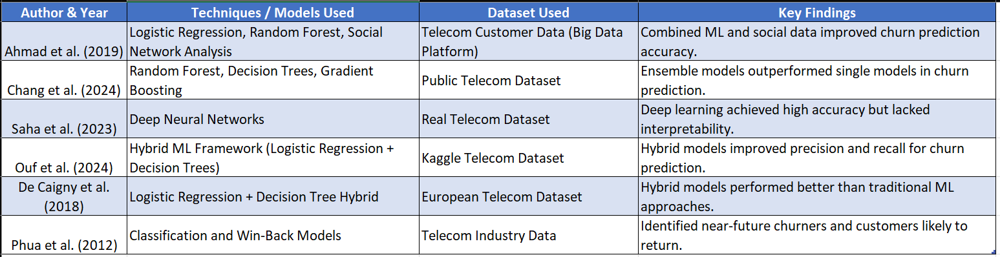 Author & Year Techniques / Models Used Dataset Used Key Findings
Logistic Regression, Random Forest, Social Telecom Customer Data (Big Data Combined ML and social data improved churn prediction
Ahmad et al. (2019) Network Analysis Platform) accuracy.
Random Forest, Decision Trees, Gradient Ensemble models outperformed single models in churn
Chang et al. (2024) Boosting Public Telecom Dataset prediction.
Deep learning achieved high accuracy but lacked
Saha et al. (2023) Deep Neural Networks Real Telecom Dataset interpretability.
Hybrid ML Framework (Logistic Regression + Hybrid models improved precision and recall for churn
Ouf et al. (2024) Decision Trees) Kaggle Telecom Dataset prediction.
De Caigny et al. Hybrid models performed better than traditional ML
(2018) Logistic Regression + Decision Tree Hybrid European Telecom Dataset approaches.
Identified near-future churners and customers likely to
Phua et al. (2012) Classification and Win-Back Models Telecom Industry Data return.